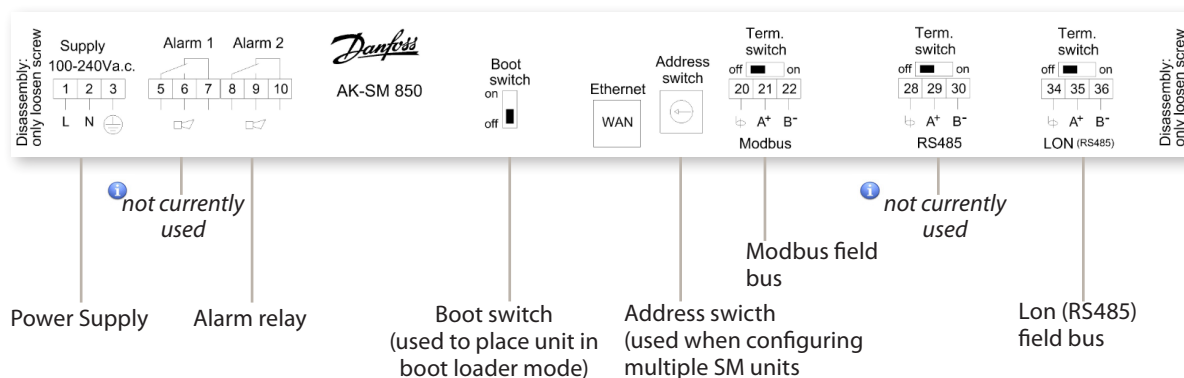 Disassembly:
only loosen screw
Supply
100-240Va.c.
1 2 3
L N
Alarm 1 Alarm 2
5 6 7 8 9 10
Danfoss
AK-SM 850
Boot
switch
on
off
Ethernet
WAN
Address
switch
Term.
switch
off on
20 21 22
A+ B-
Modbus
Term.
switch
off on
28 29 30
A+ B-
RS485
Term.
switch
off on
34 35 36
A+ B-
LON (RS485)
Disassembly:
only loosen screw
i
not currently
used
i
not currently
used
Modbus field
bus
Power Supply
Alarm relay
Boot switch
(used to place unit in
boot loader mode)
Address swicth
(used when configuring
multiple SM units
Lon (RS485)
field bus